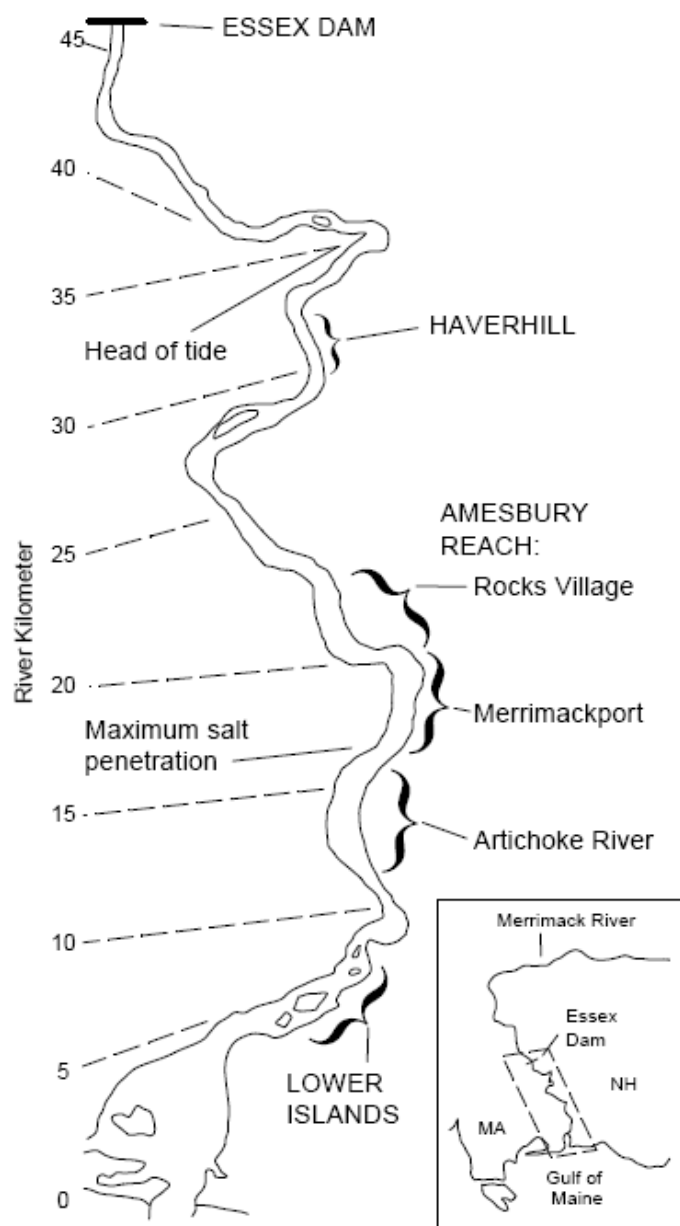 ESSEX DAM
45
40
35
Head of tide
HAVERHILL
30
AMESBURY
REACH:
25
Rocks Village
River Kilometer
20
Merrimackport
Maximum salt
penetration
15
Artichoke River
10
5
LOWER
ISLANDS
0
Merrimack River
Essex
Dam
NH
MA
Gulf of
Maine